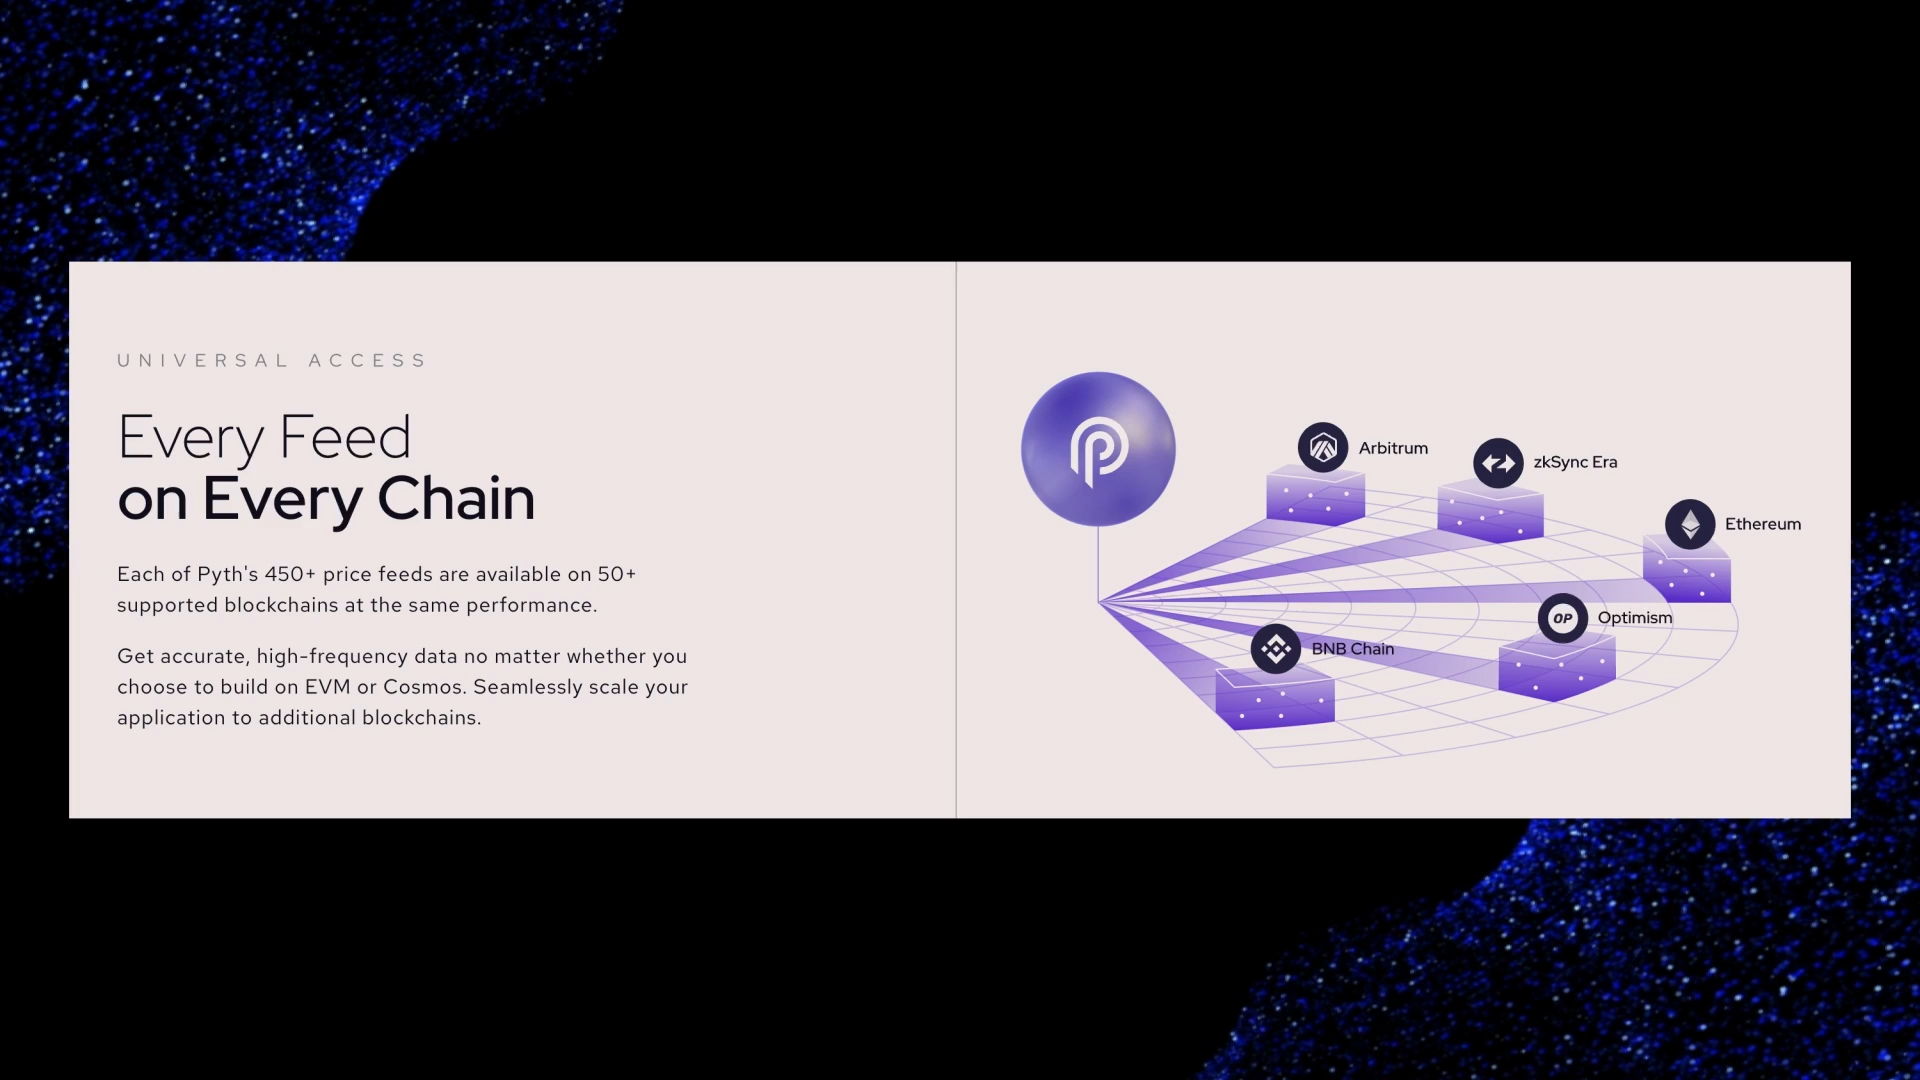 UNIVERSAL ACCESS
Every Feed
on Every Chain
Each of Pyth's 450+ price feeds are available on 50+
supported blockchains at the same performance.
Get accurate, high-frequency data no matter whether you
choose to build on EVM or Cosmos. Seamlessly scale your
application to additional blockchains.
Arbitrum
zkSync Era
Ethereum
OP Optimism
BNB Chain